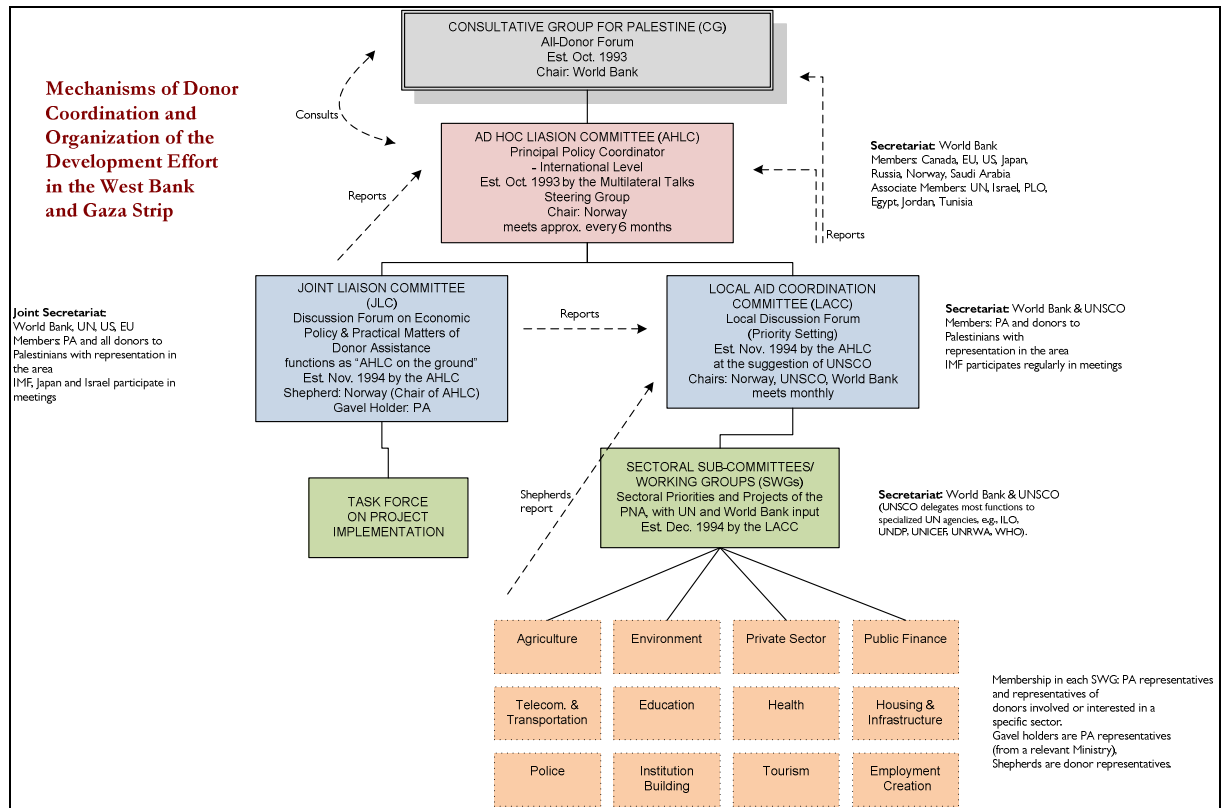 CONSULTATIVE GROUP FOR PALESTINE (CG)
All-Donor Forum
Est. Oct. 1993
Chair: World Bank
Mechanisms of Donor
Coordination and
Organization of the
Development Effort
in the West Bank
and Gaza Strip
Consults
AD HOC LIASION COMMITTEE (AHLC)
Principal Policy Coordinator
- International Level
Est. Oct. 1993 by the Multilateral Talks
Steering Group
Chair: Norway
meets approx. every 6 months
Reports
Secretariat: World Bank
Members: Canada, EU, US, Japan,
Russia, Norway, Saudi Arabia
Associate Members: UN, Israel, PLO,
Egypt, Jordan, Tunisia
Reports
Joint Secretariat:
World Bank, UN, US, EU
Members: PA and all donors to
Palestinians with representation in
the area
IMF, Japan and Israel participate in
meetings
JOINT LIAISON COMMITTEE
(JLC)
Discussion Forum on Economic
Policy & Practical Matters of
Donor Assistance
functions as “AHLC on the ground”
Est. Nov. 1994 by the AHLC
Shepherd: Norway (Chair of AHLC)
Gavel Holder: PA
Reports
LOCAL AID COORDINATION
COMMITTEE (LACC)
Local Discussion Forum
(Priority Setting)
Est. Nov. 1994 by the AHLC
at the suggestion of UNSCO
Chairs: Norway, UNSCO, World Bank
meets monthly
Secretariat: World Bank & UNSCO
Members: PA and donors to
Palestinians with
representation in the area
IMF participates regularly in meetings
TASK FORCE
ON PROJECT
IMPLEMENTATION
Shepherds
report
SECTORAL SUB-COMMITTEES/
WORKING GROUPS (SWGs)
Sectoral Priorities and Projects of the
PNA, with UN and World Bank input
Est. Dec. 1994 by the LACC
Secretariat: World Bank & UNSCO
(UNSCO delegates most functions to
specialized UN agencies, e.g., ILO,
UNDP, UNICEF, UNRWA, WHO).
Agriculture
Environment
Private Sector
Public Finance
Telecom. &
Transportation
Education
Health
Housing &
Infrastructure
Police
Institution
Building
Tourism
Employment
Creation
Membership in each SWG: PA representatives
and representatives of
donors involved or interested in a
specific sector.
Gavel holders are PA representatives
(from a relevant Ministry).
Shepherds are donor representatives.